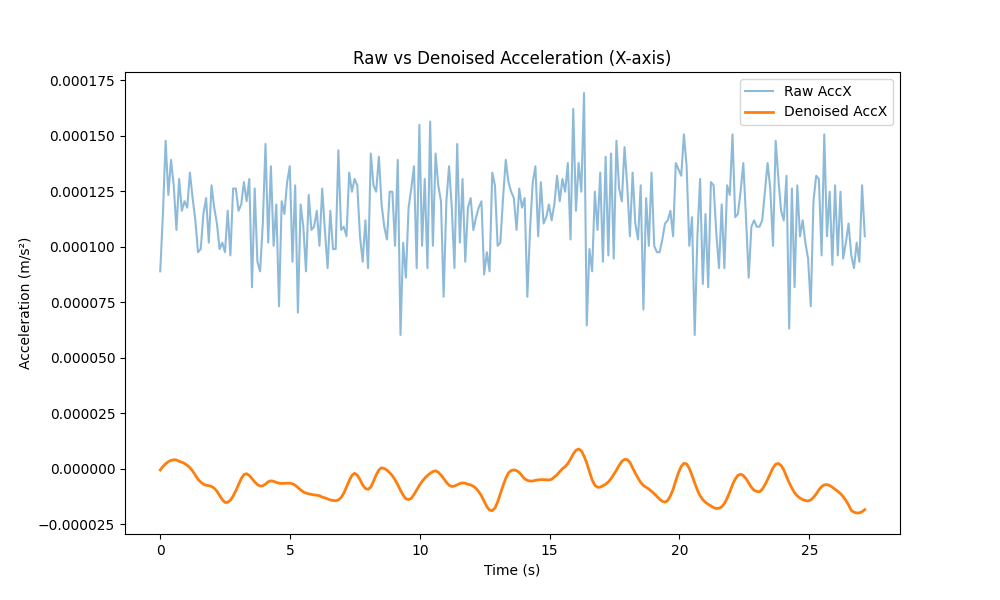 Raw vs Denoised Acceleration (X-axis)
Raw AccX
Denoised AccX
Acceleration (m/s²)
0.000175
0.000150
0.000125
0.000100
0.000075
0.000050
0.000025
0.000000
−0.000025
0 5 10 15 20 25
Time (s)